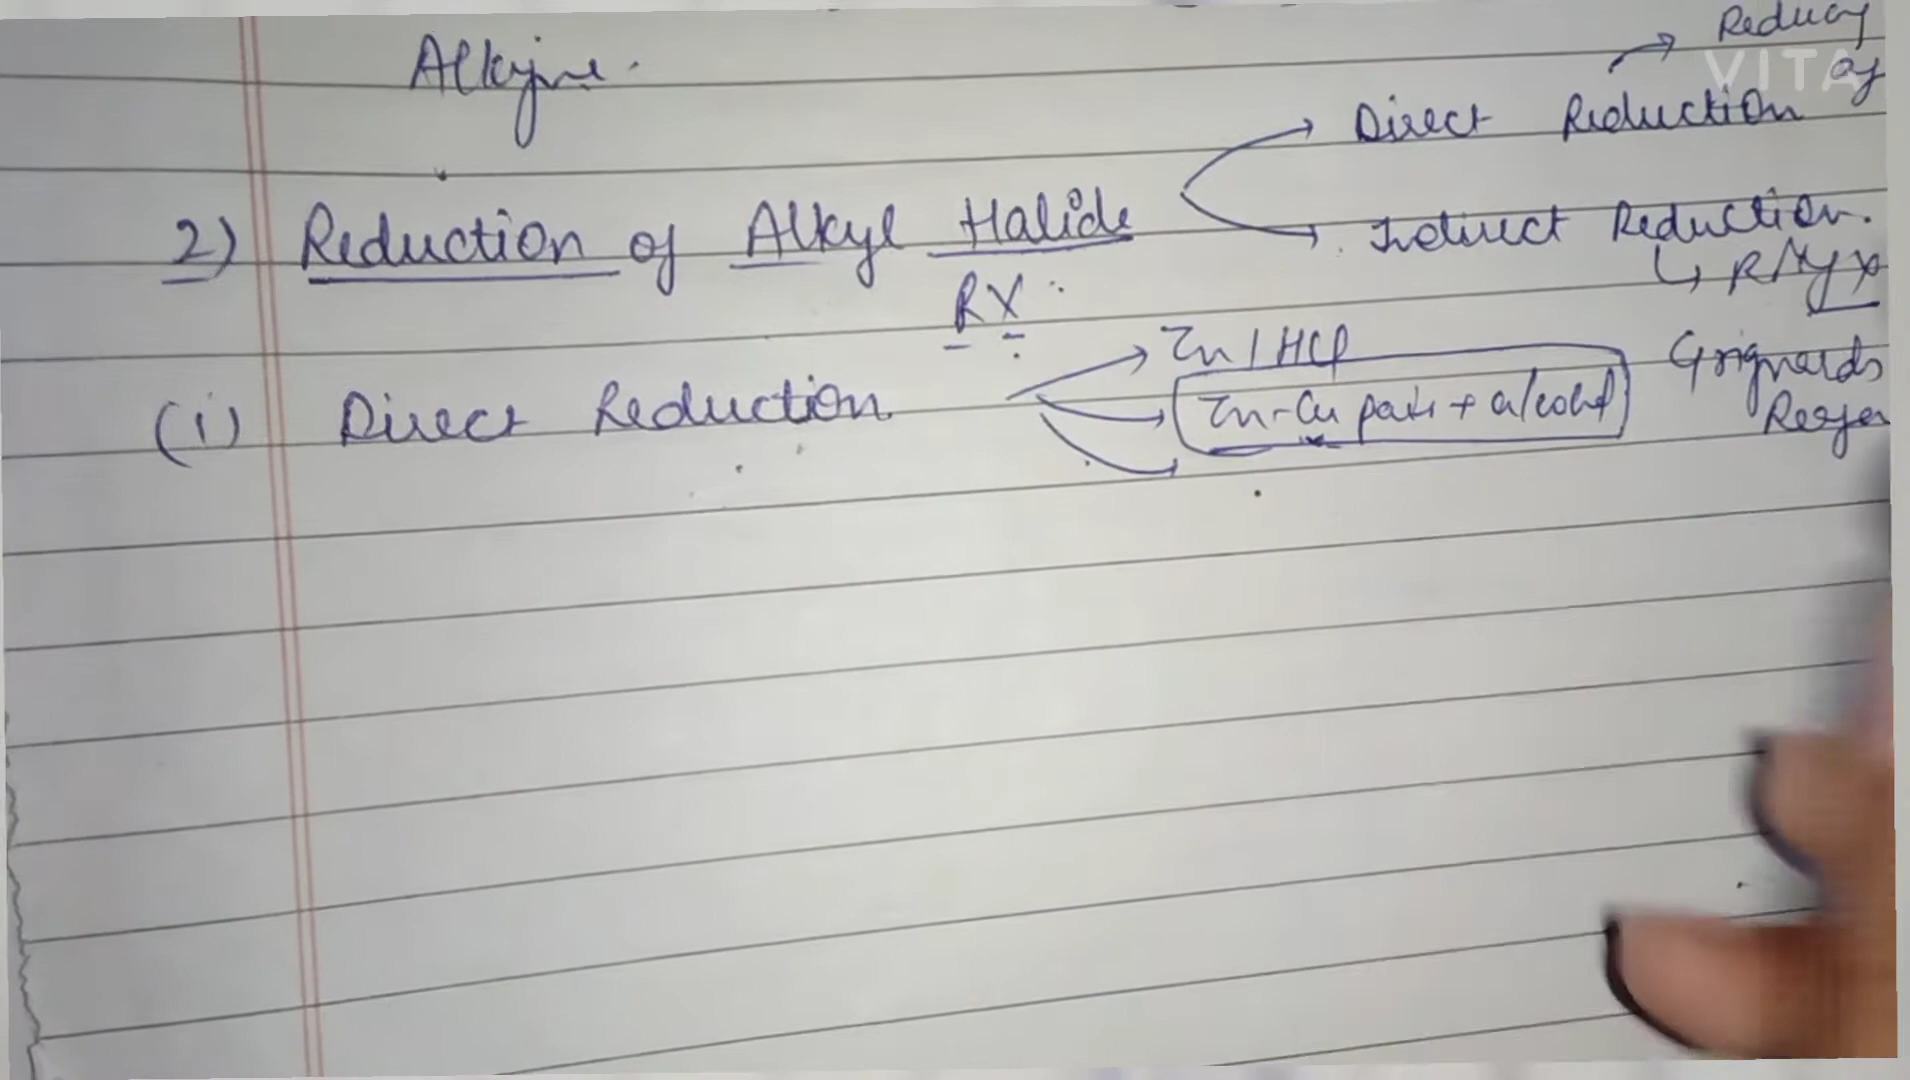 Alkyne.
Reducing
VITA
Direct Reduction
2) Reduction of Alkyl Halide
Indirect Reduction.
RX
RMgX
Zn / HCl
Grignards
(i) Direct Reduction
Zn-Cu pair + alcohol